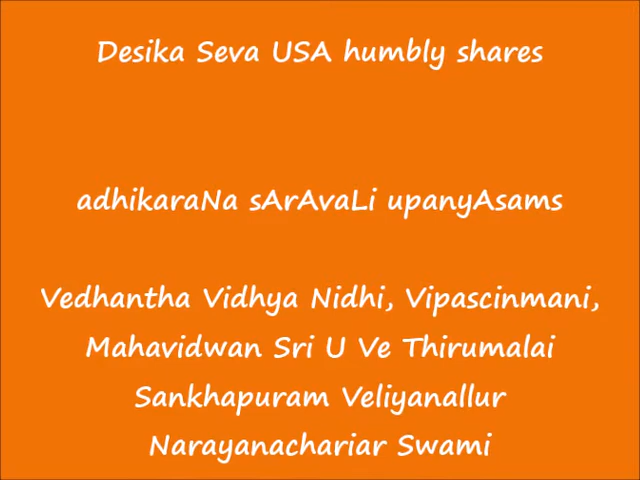 Desika Seva USA humbly shares
adhikaraNa sArAvaLi upanyAsams
Vedhantha Vidhya Nidhi, Vipascinmani,
Mahavidwan Sri U Ve Thirumalai
Sankhapuram Veliyanallur
Narayanachariar Swami